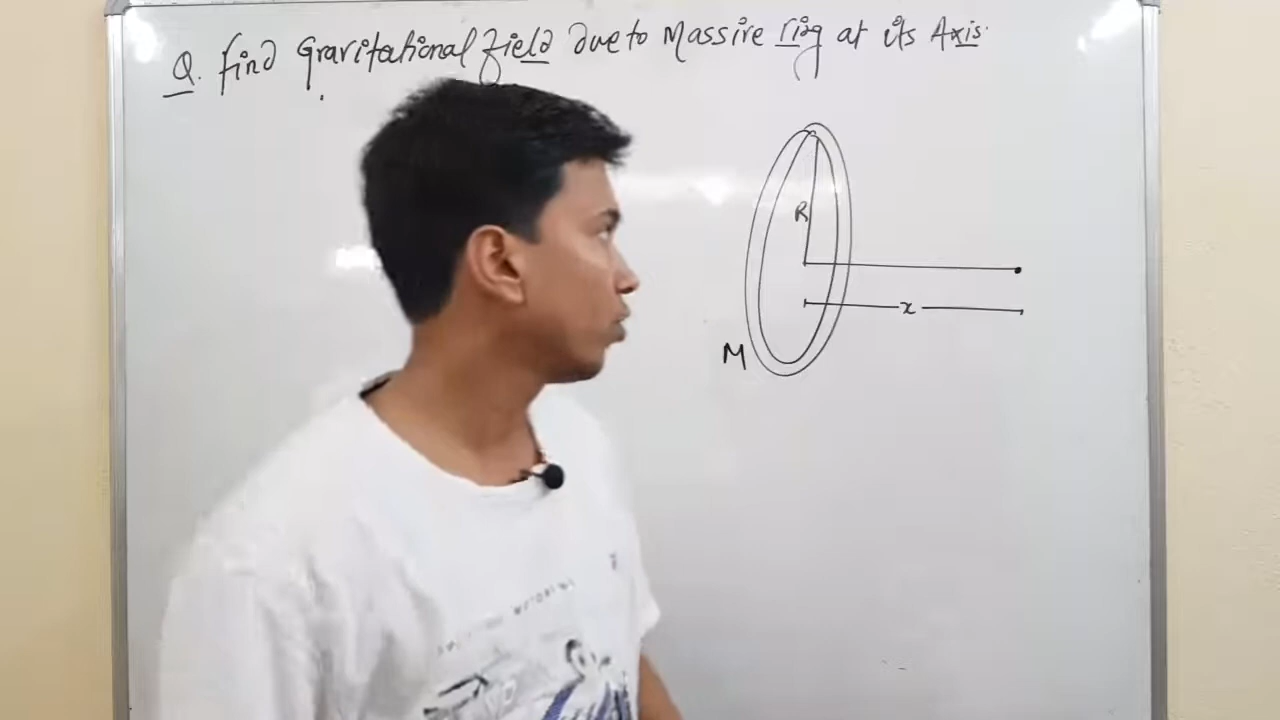 Q. find Gravitational field due to Massive ring at its Axis.
R
x
M